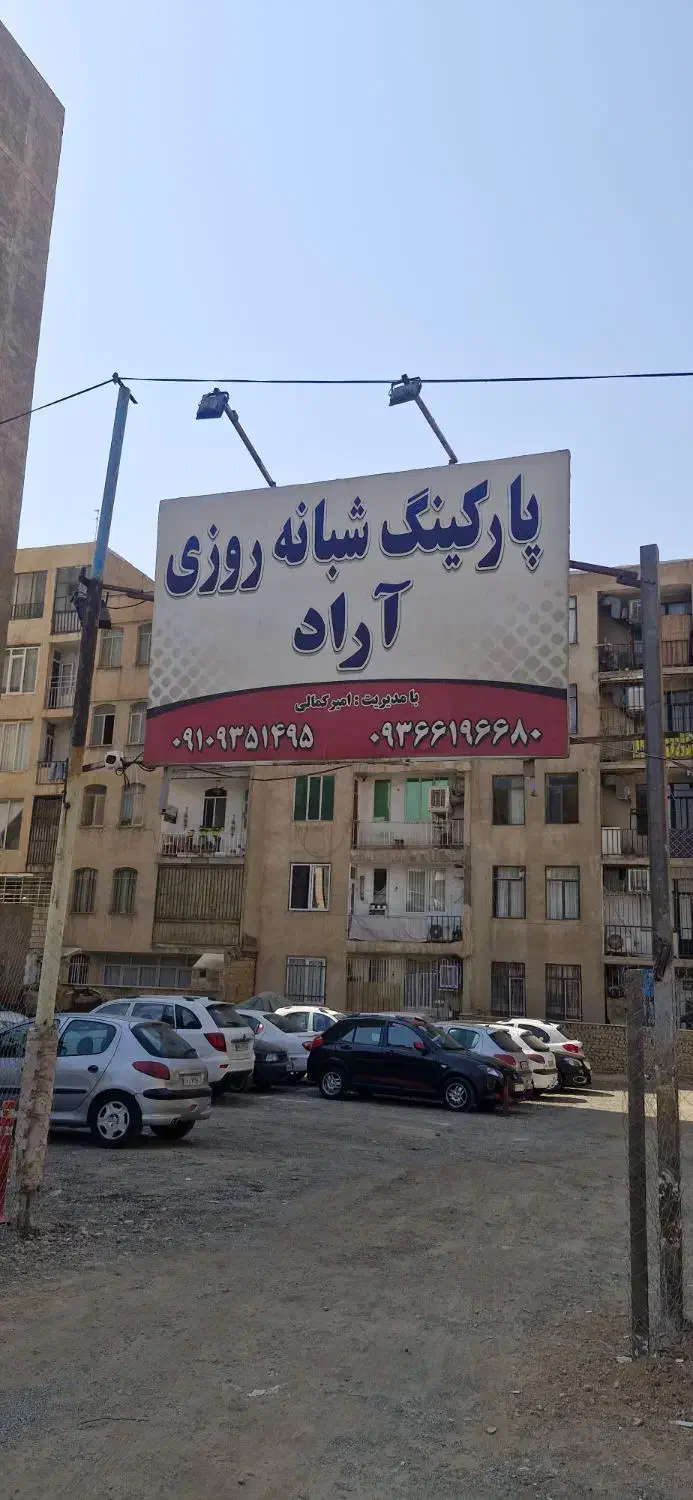 پارکینگ شبانه روزی
آراد
با مدیریت : امیر کمالی
۰۹۳۶۶۱۹۶۶۸۰ ۰۹۱۰۹۳۵۱۴۹۵